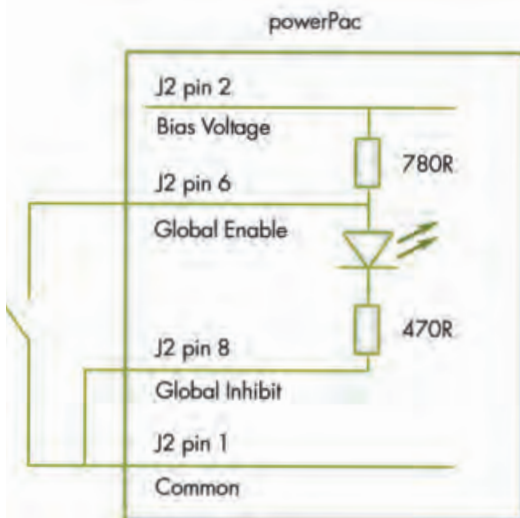 powerPac
J2 pin 2
Bias Voltage
780R
J2 pin 6
Global Enable
470R
J2 pin 8
Global Inhibit
J2 pin 1
Common